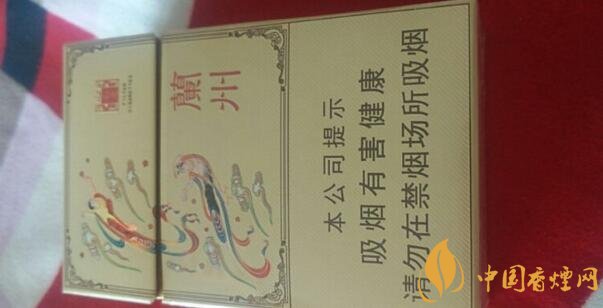 蘭州
本公司提示
吸烟有害健康
请勿在禁烟场所吸烟
中国香煙网